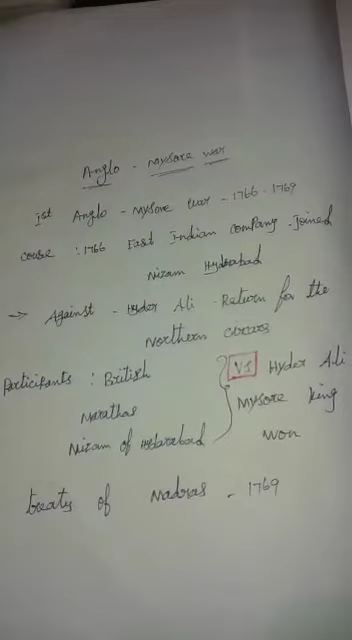 Anglo - Mysore war
Ist Anglo - Mysore war - 1766 - 1769
couse : 1766 East Indian company - Joined
Nizam Hyderabad
→ Against - Hyder Ali - Return for the
Northern circars
Participants : British
Marathas
Nizam of Hyderabad
VS Hyder Ali
Mysore king
won
treaty of Madras - 1769